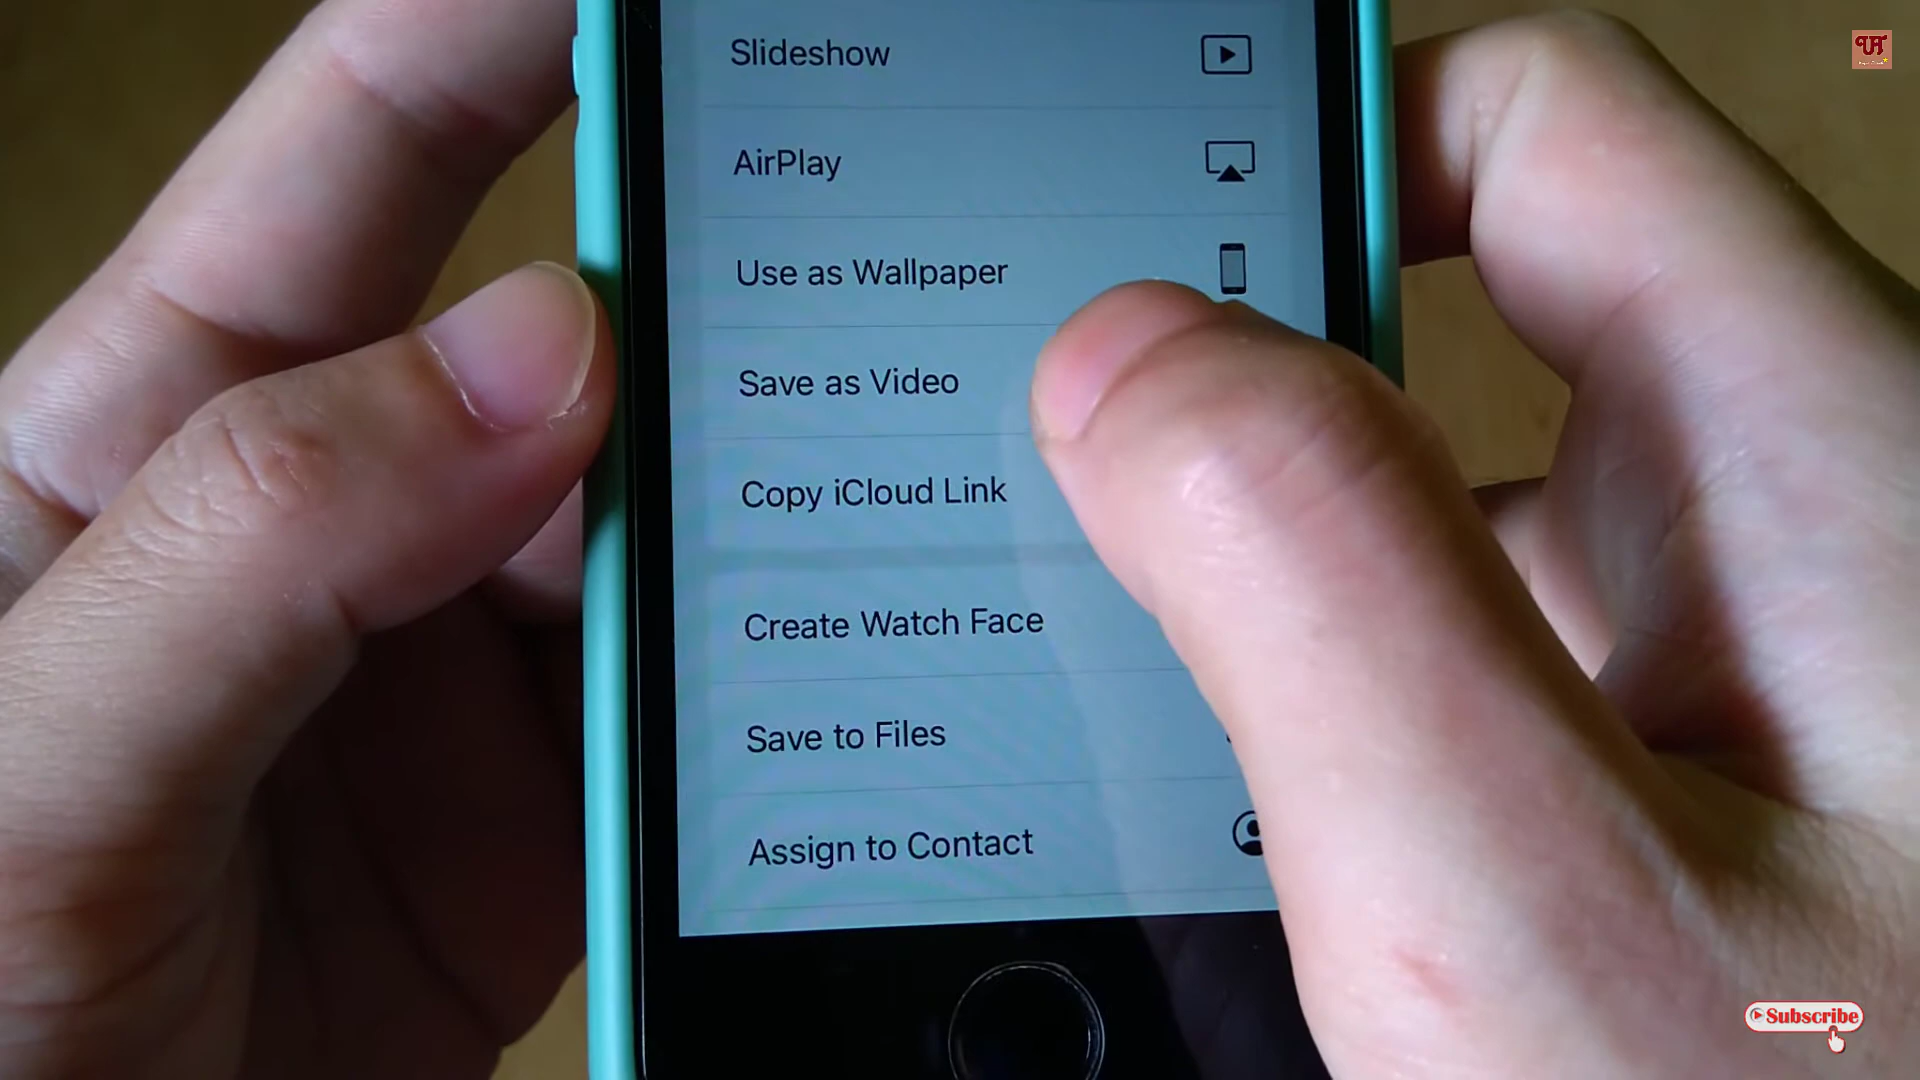 Slideshow
AirPlay
Use as Wallpaper
Save as Video
Copy iCloud Link
Create Watch Face
Save to Files
Assign to Contact
Subscribe